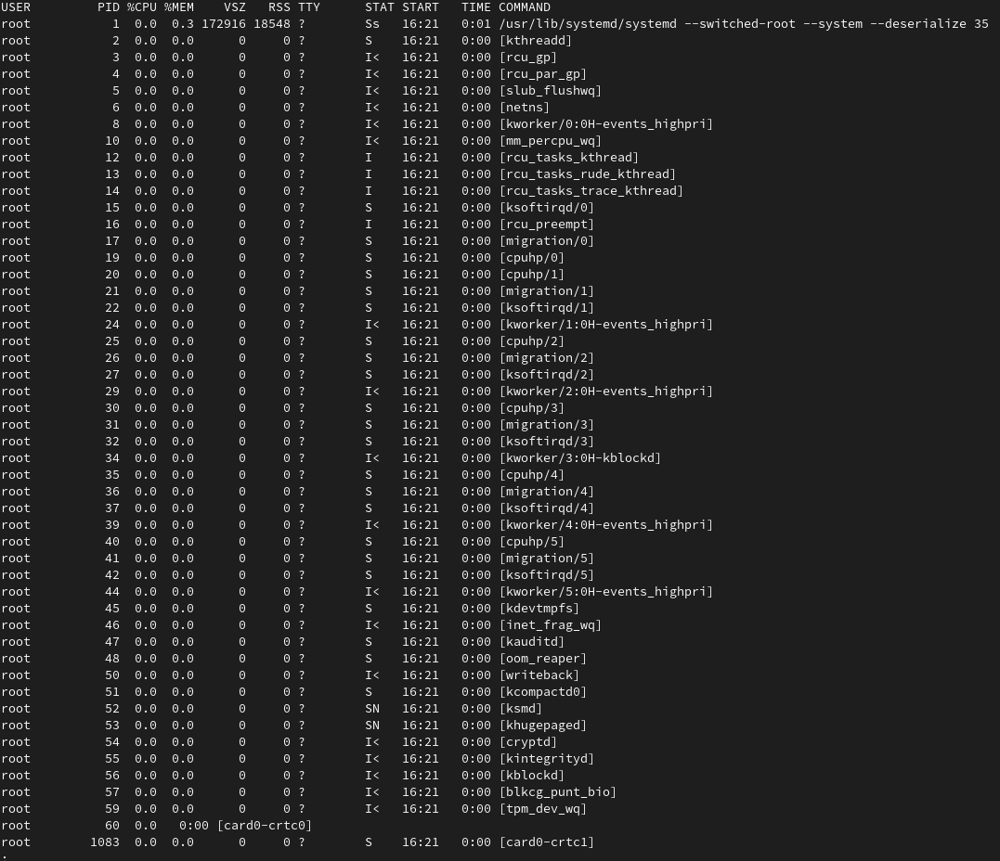 USER         PID %CPU %MEM    VSZ   RSS TTY      STAT START   TIME COMMAND
root           1  0.0  0.3 172916 18548 ?        Ss   16:21   0:01 /usr/lib/systemd/systemd --switched-root --system --deserialize 35
root           2  0.0  0.0      0     0 ?        S    16:21   0:00 [kthreadd]
root           3  0.0  0.0      0     0 ?        I<   16:21   0:00 [rcu_gp]
root           4  0.0  0.0      0     0 ?        I<   16:21   0:00 [rcu_par_gp]
root           5  0.0  0.0      0     0 ?        I<   16:21   0:00 [slub_flushwq]
root           6  0.0  0.0      0     0 ?        I<   16:21   0:00 [netns]
root           8  0.0  0.0      0     0 ?        I<   16:21   0:00 [kworker/0:0H-events_highpri]
root          10  0.0  0.0      0     0 ?        I<   16:21   0:00 [mm_percpu_wq]
root          12  0.0  0.0      0     0 ?        I    16:21   0:00 [rcu_tasks_kthread]
root          13  0.0  0.0      0     0 ?        I    16:21   0:00 [rcu_tasks_rude_kthread]
root          14  0.0  0.0      0     0 ?        I    16:21   0:00 [rcu_tasks_trace_kthread]
root          15  0.0  0.0      0     0 ?        S    16:21   0:00 [ksoftirqd/0]
root          16  0.0  0.0      0     0 ?        I    16:21   0:00 [rcu_preempt]
root          17  0.0  0.0      0     0 ?        S    16:21   0:00 [migration/0]
root          19  0.0  0.0      0     0 ?        S    16:21   0:00 [cpuhp/0]
root          20  0.0  0.0      0     0 ?        S    16:21   0:00 [cpuhp/1]
root          21  0.0  0.0      0     0 ?        S    16:21   0:00 [migration/1]
root          22  0.0  0.0      0     0 ?        S    16:21   0:00 [ksoftirqd/1]
root          24  0.0  0.0      0     0 ?        I<   16:21   0:00 [kworker/1:0H-events_highpri]
root          25  0.0  0.0      0     0 ?        S    16:21   0:00 [cpuhp/2]
root          26  0.0  0.0      0     0 ?        S    16:21   0:00 [migration/2]
root          27  0.0  0.0      0     0 ?        S    16:21   0:00 [ksoftirqd/2]
root          29  0.0  0.0      0     0 ?        I<   16:21   0:00 [kworker/2:0H-events_highpri]
root          30  0.0  0.0      0     0 ?        S    16:21   0:00 [cpuhp/3]
root          31  0.0  0.0      0     0 ?        S    16:21   0:00 [migration/3]
root          32  0.0  0.0      0     0 ?        S    16:21   0:00 [ksoftirqd/3]
root          34  0.0  0.0      0     0 ?        I<   16:21   0:00 [kworker/3:0H-kblockd]
root          35  0.0  0.0      0     0 ?        S    16:21   0:00 [cpuhp/4]
root          36  0.0  0.0      0     0 ?        S    16:21   0:00 [migration/4]
root          37  0.0  0.0      0     0 ?        S    16:21   0:00 [ksoftirqd/4]
root          39  0.0  0.0      0     0 ?        I<   16:21   0:00 [kworker/4:0H-events_highpri]
root          40  0.0  0.0      0     0 ?        S    16:21   0:00 [cpuhp/5]
root          41  0.0  0.0      0     0 ?        S    16:21   0:00 [migration/5]
root          42  0.0  0.0      0     0 ?        S    16:21   0:00 [ksoftirqd/5]
root          44  0.0  0.0      0     0 ?        I<   16:21   0:00 [kworker/5:0H-events_highpri]
root          45  0.0  0.0      0     0 ?        S    16:21   0:00 [kdevtmpfs]
root          46  0.0  0.0      0     0 ?        I<   16:21   0:00 [inet_frag_wq]
root          47  0.0  0.0      0     0 ?        S    16:21   0:00 [kauditd]
root          48  0.0  0.0      0     0 ?        S    16:21   0:00 [oom_reaper]
root          50  0.0  0.0      0     0 ?        I<   16:21   0:00 [writeback]
root          51  0.0  0.0      0     0 ?        S    16:21   0:00 [kcompactd0]
root          52  0.0  0.0      0     0 ?        SN   16:21   0:00 [ksmd]
root          53  0.0  0.0      0     0 ?        SN   16:21   0:00 [khugepaged]
root          54  0.0  0.0      0     0 ?        I<   16:21   0:00 [cryptd]
root          55  0.0  0.0      0     0 ?        I<   16:21   0:00 [kintegrityd]
root          56  0.0  0.0      0     0 ?        I<   16:21   0:00 [kblockd]
root          57  0.0  0.0      0     0 ?        I<   16:21   0:00 [blkcg_punt_bio]
root          59  0.0  0.0      0     0 ?        I<   16:21   0:00 [tpm_dev_wq]
root          60  0.0   0:00 [card0-crtc0]
root        1083  0.0  0.0      0     0 ?        S    16:21   0:00 [card0-crtc1]